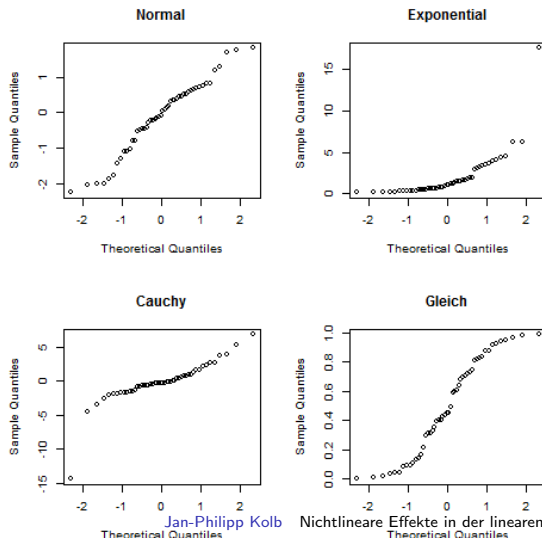 Normal
Sample Quantiles
-2 -1 0 1
-2 -1 0 1 2
Theoretical Quantiles
Exponential
Sample Quantiles
0 5 10 15
-2 -1 0 1 2
Theoretical Quantiles
Cauchy
Sample Quantiles
-15 -10 -5 0 5
-2 -1 0 1 2
Theoretical Quantiles
Gleich
Sample Quantiles
0.0 0.2 0.4 0.6 0.8 1.0
-2 -1 0 1 2
Theoretical Quantiles
Jan-Philipp Kolb Nichtlineare Effekte in der linearen